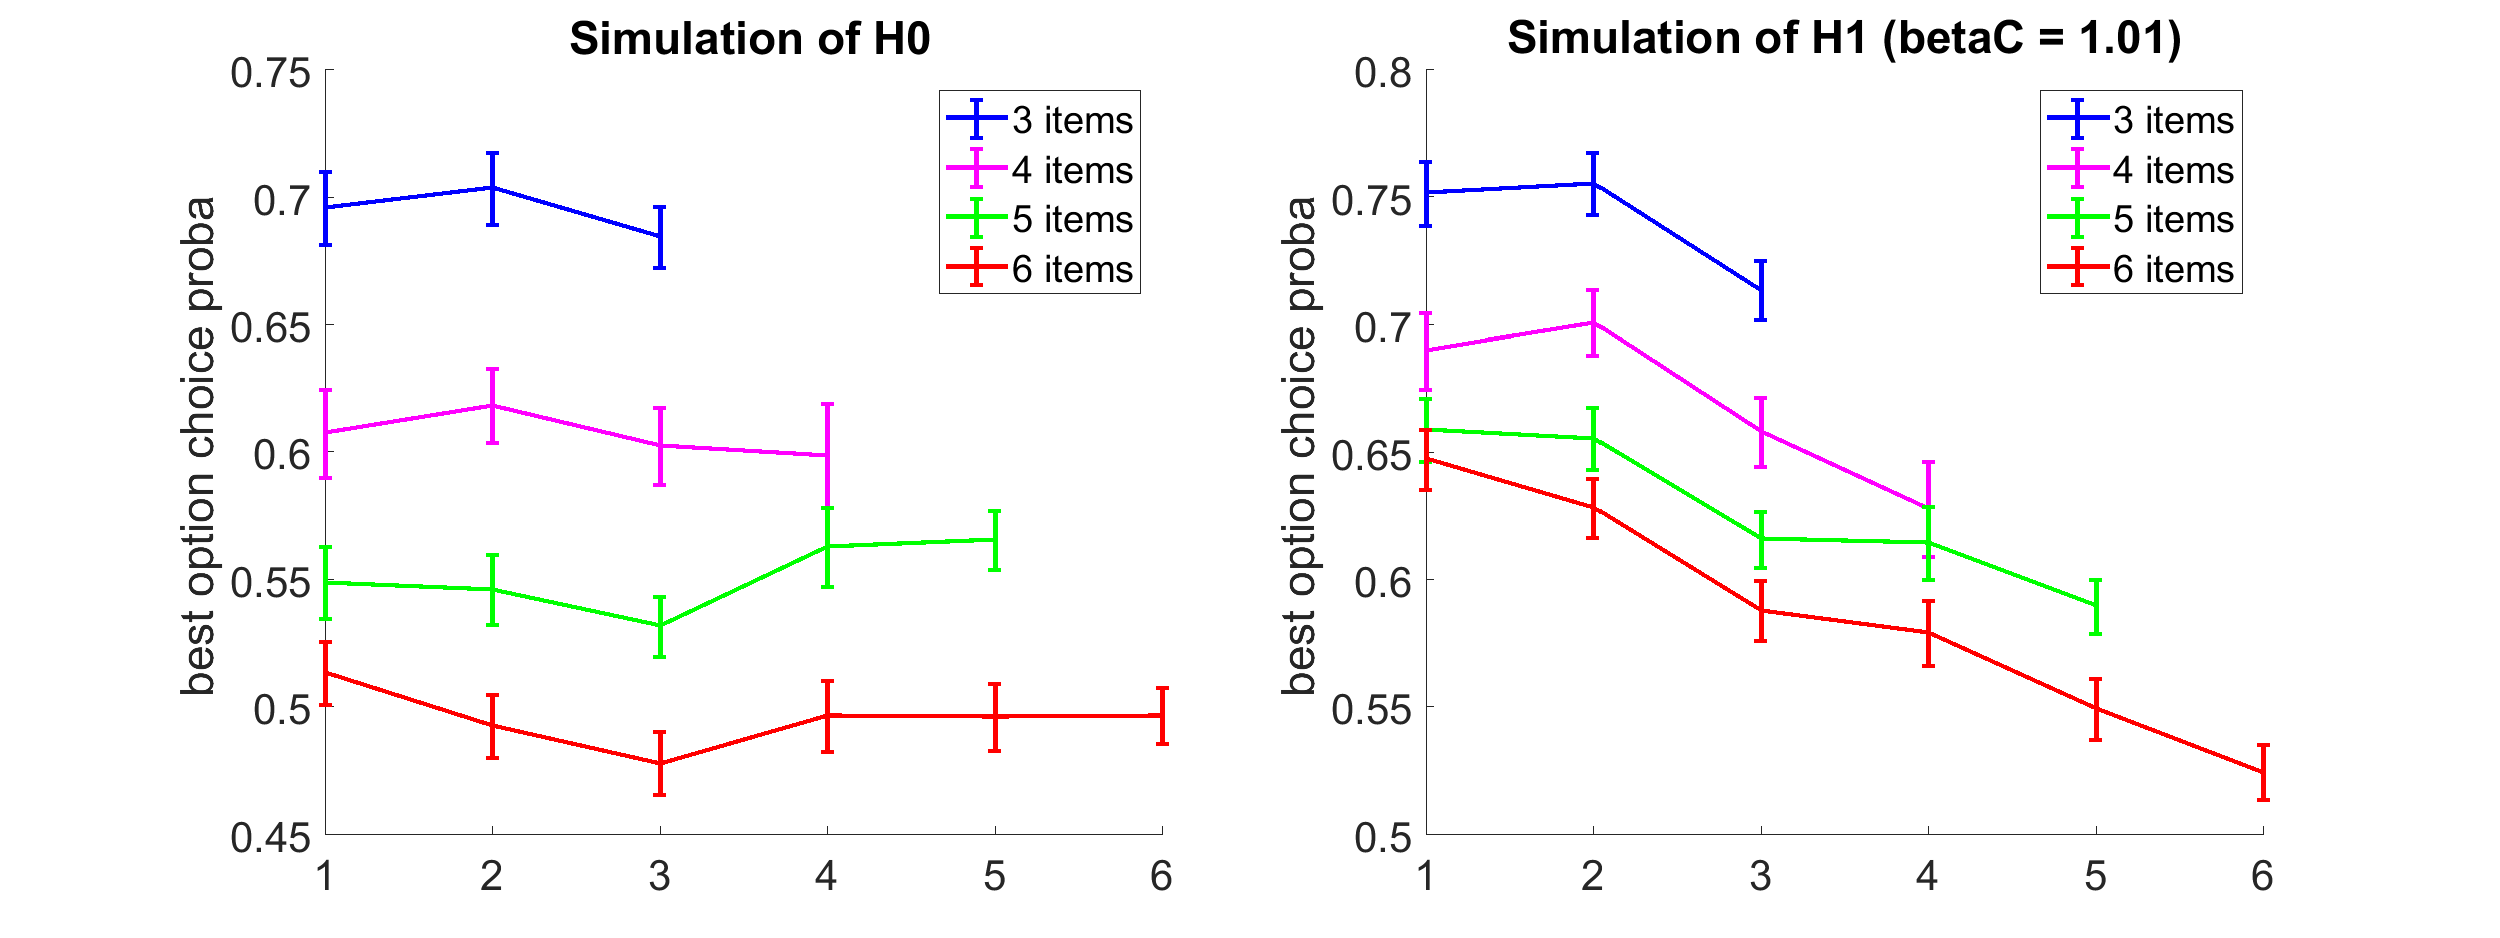 Simulation of H0
best option choice proba
0.75
0.7
0.65
0.6
0.55
0.5
0.45
1 2 3 4 5 6
3 items
4 items
5 items
6 items
Simulation of H1 (betaC = 1.01)
best option choice proba
0.8
0.75
0.7
0.65
0.6
0.55
0.5
1 2 3 4 5 6
3 items
4 items
5 items
6 items